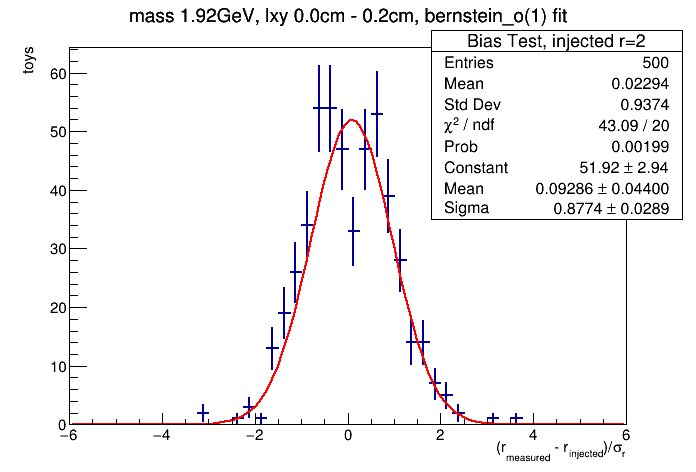 mass 1.92GeV, lxy 0.0cm - 0.2cm, bernstein_o(1) fit
toys
Bias Test, injected r=2
Entries 500
Mean 0.02294
Std Dev 0.9374
χ² / ndf 43.09 / 20
Prob 0.00199
Constant 51.92 ± 2.94
Mean 0.09286 ± 0.04400
Sigma 0.8774 ± 0.0289
60
50
40
30
20
10
0
−6 −4 −2 0 2 4 6
(r_measured - r_injected)/σ_r